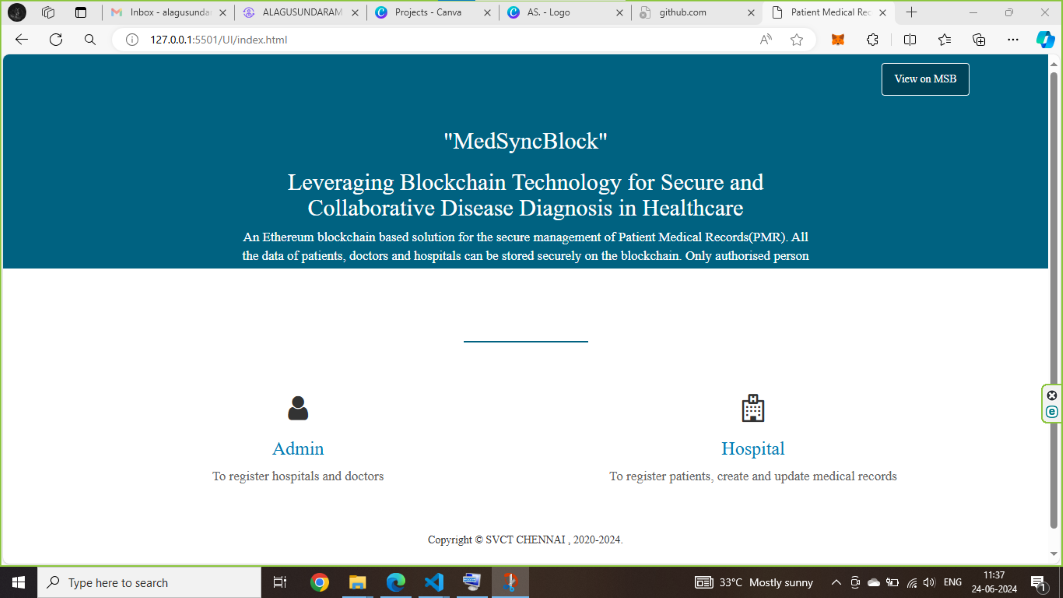 Inbox - alagusundar
ALAGUSUNDARAM
Projects - Canva
AS. - Logo
github.com
Patient Medical Rec
127.0.0.1:5501/UI/index.html
View on MSB
"MedSyncBlock"
Leveraging Blockchain Technology for Secure and
Collaborative Disease Diagnosis in Healthcare
An Ethereum blockchain based solution for the secure management of Patient Medical Records(PMR). All
the data of patients, doctors and hospitals can be stored securely on the blockchain. Only authorised person
Admin
Hospital
To register hospitals and doctors
To register patients, create and update medical records
Copyright © SVCT CHENNAI , 2020-2024.
Type here to search
33°C Mostly sunny
ENG
11:37
24-06-2024
1